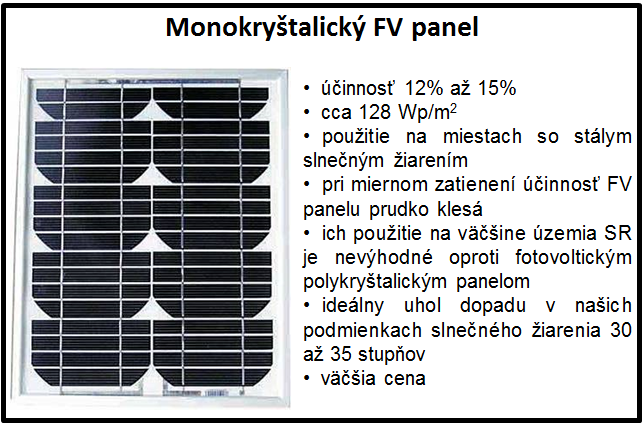 Monokryštalický FV panel
• účinnosť 12% až 15%
• cca 128 Wp/m²
• použitie na miestach so stálym
slnečným žiarením
• pri miernom zatienení účinnosť FV
panelu prudko klesá
• ich použitie na väčšine územia SR
je nevýhodné oproti fotovoltickým
polykryštalickým panelom
• ideálny uhol dopadu v našich
podmienkach slnečného žiarenia 30
až 35 stupňov
• väčšia cena